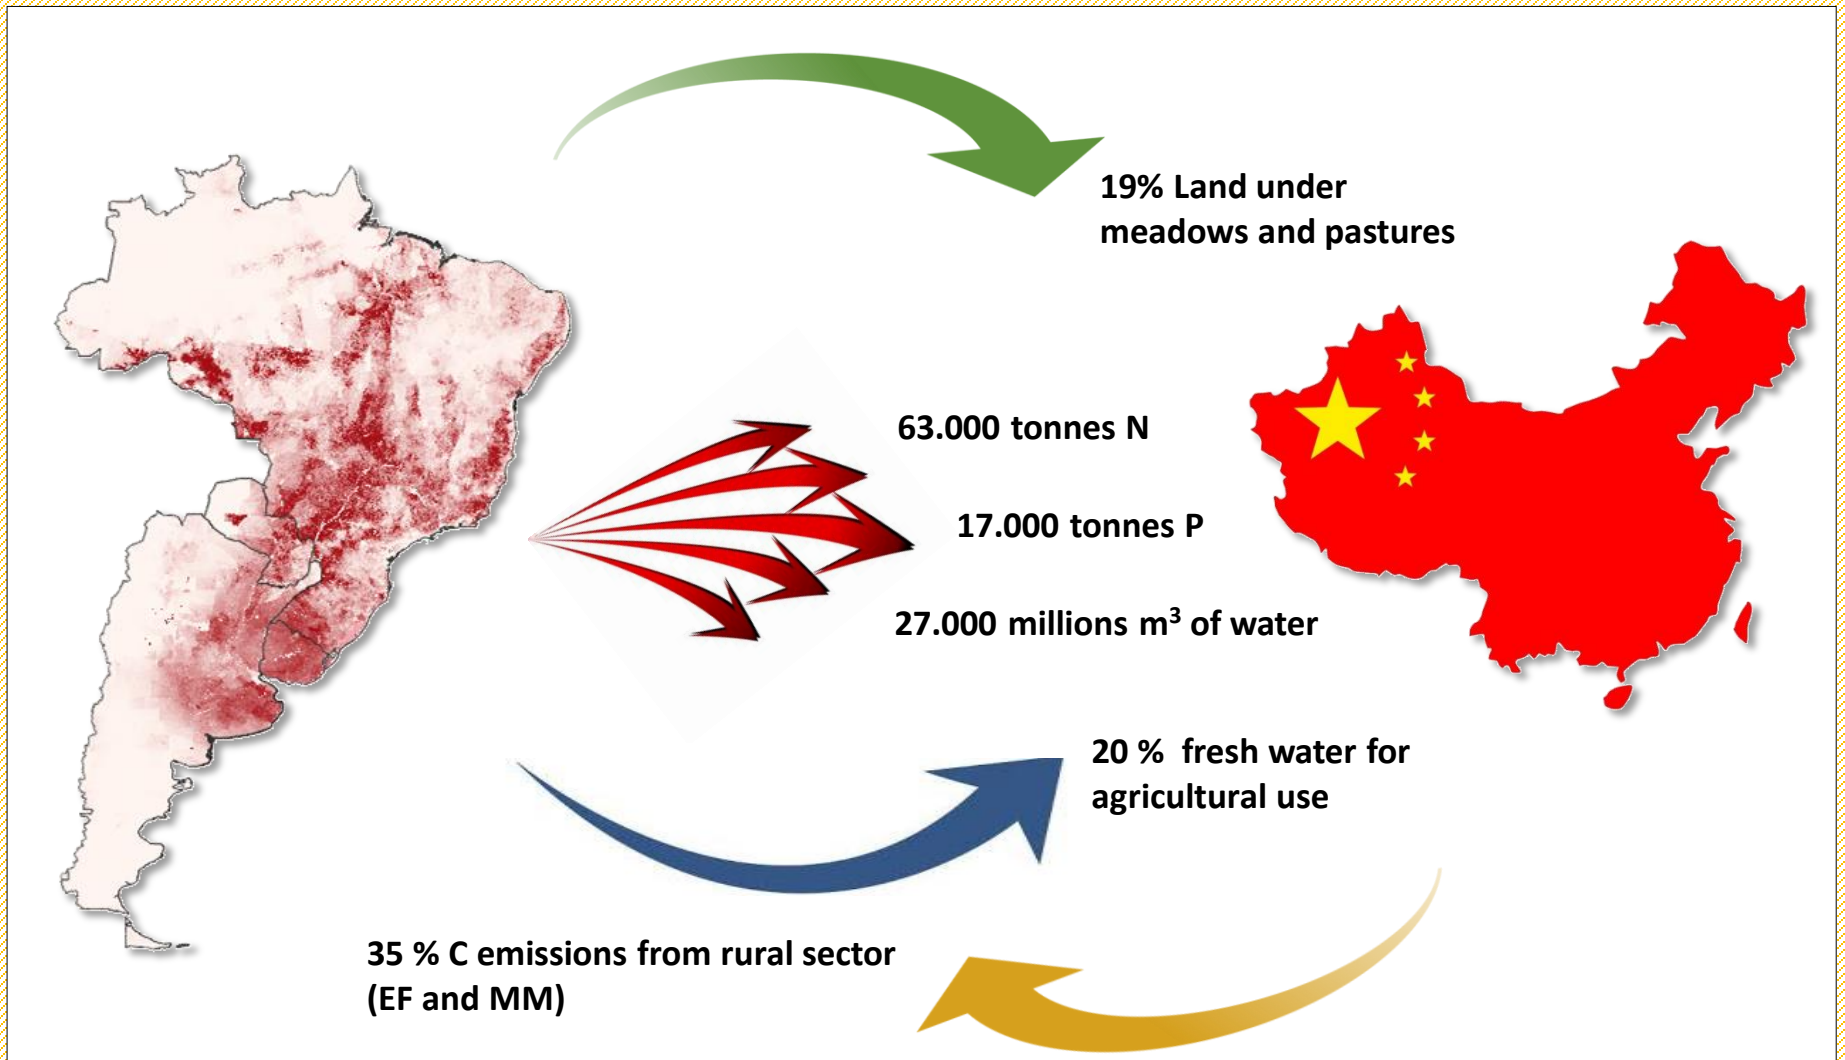 19% Land under
meadows and pastures
63.000 tonnes N
17.000 tonnes P
27.000 millions m³ of water
20 %  fresh water for
agricultural use
35 % C emissions from rural sector
(EF and MM)